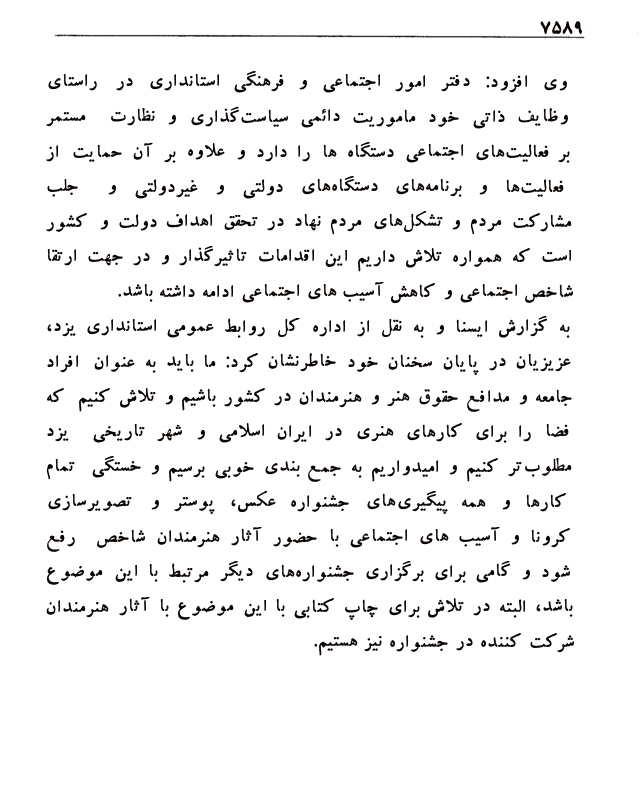 ۷۵۸۹
وی افزود: دفتر امور اجتماعی و فرهنگی استانداری در راستای
وظایف ذاتی خود ماموریت دائمی سیاست‌گذاری و نظارت مستمر
بر فعالیت‌های اجتماعی دستگاه ها را دارد و علاوه بر آن حمایت از
فعالیت‌ها و برنامه‌های دستگاه‌های دولتی و غیردولتی و جلب
مشارکت مردم و تشکل‌های مردم نهاد در تحقق اهداف دولت و کشور
است که همواره تلاش داریم این اقدامات تاثیرگذار و در جهت ارتقا
شاخص اجتماعی و کاهش آسیب های اجتماعی ادامه داشته باشد.
به گزارش ایسنا و به نقل از اداره کل روابط عمومی استانداری یزد،
عزیزیان در پایان سخنان خود خاطرنشان کرد: ما باید به عنوان افراد
جامعه و مدافع حقوق هنر و هنرمندان در کشور باشیم و تلاش کنیم که
فضا را برای کارهای هنری در ایران اسلامی و شهر تاریخی یزد
مطلوب‌تر کنیم و امیدواریم به جمع بندی خوبی برسیم و خستگی تمام
کارها و همه پیگیری‌های جشنواره عکس، پوستر و تصویرسازی
کرونا و آسیب های اجتماعی با حضور آثار هنرمندان شاخص رفع
شود و گامی برای برگزاری جشنواره‌های دیگر مرتبط با این موضوع
باشد، البته در تلاش برای چاپ کتابی با این موضوع با آثار هنرمندان
شرکت کننده در جشنواره نیز هستیم.